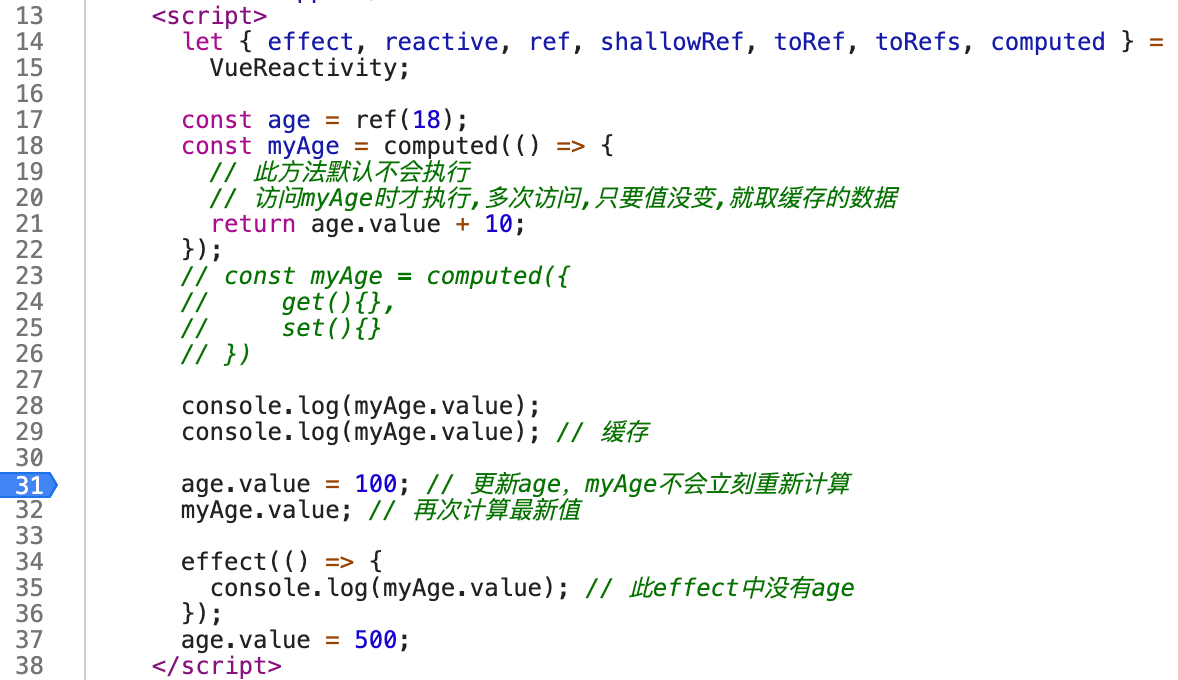 13 <script>
14 let { effect, reactive, ref, shallowRef, toRef, toRefs, computed } =
15 VueReactivity;
16
17 const age = ref(18);
18 const myAge = computed(() => {
19 // 此方法默认不会执行
20 // 访问myAge时才执行,多次访问,只要值没变,就取缓存的数据
21 return age.value + 10;
22 });
23 // const myAge = computed({
24 // get(){},
25 // set(){}
26 // })
27
28 console.log(myAge.value);
29 console.log(myAge.value); // 缓存
30
31 age.value = 100; // 更新age，myAge不会立刻重新计算
32 myAge.value; // 再次计算最新值
33
34 effect(() => {
35 console.log(myAge.value); // 此effect中没有age
36 });
37 age.value = 500;
38 </script>